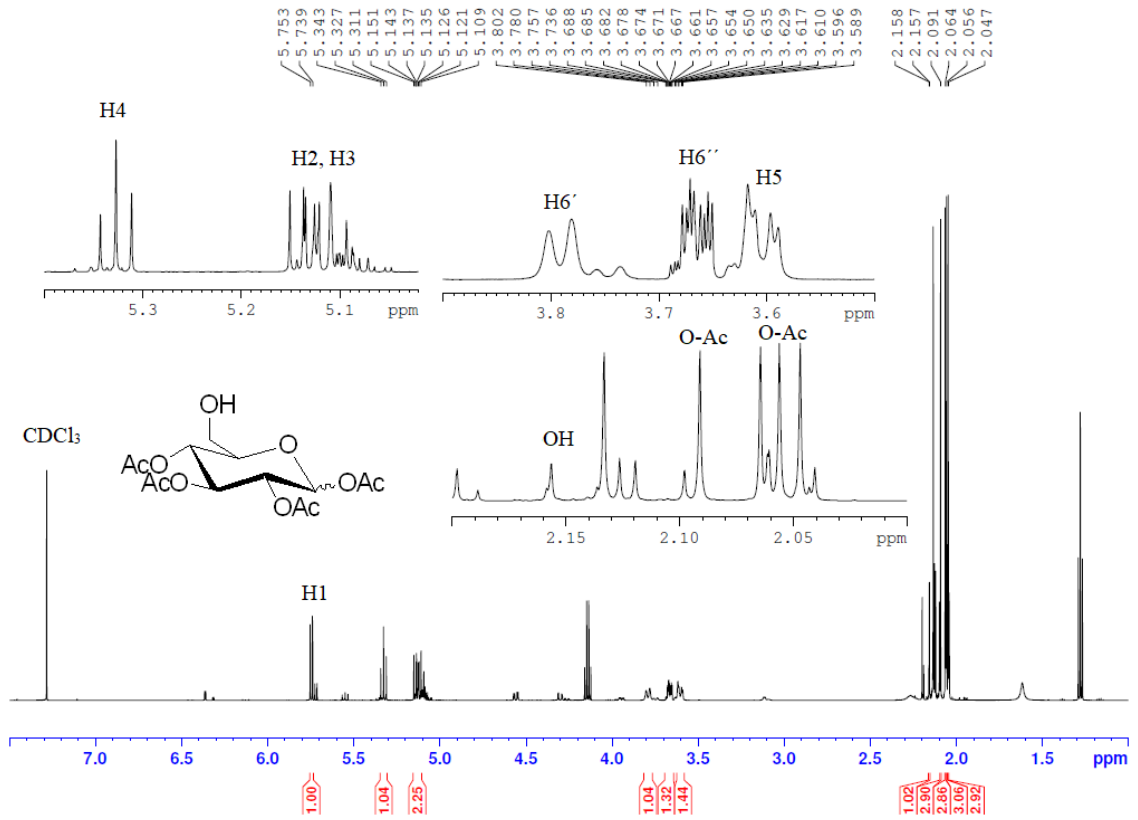 5.753
5.739
5.343
5.327
5.311
5.151
5.143
5.137
5.135
5.126
5.121
5.109
3.802
3.780
3.757
3.736
3.688
3.685
3.682
3.678
3.674
3.671
3.667
3.661
3.657
3.654
3.650
3.635
3.629
3.617
3.610
3.596
3.589
2.158
2.157
2.091
2.064
2.056
2.047
H4
H2, H3
H6´
H6´´
H5
5.3 5.2 5.1 ppm
3.8 3.7 3.6 ppm
O-Ac O-Ac
OH
2.15 2.10 2.05 ppm
CDCl₃
OH
O
AcO
AcO
OAc
OAc
H1
7.0 6.5 6.0 5.5 5.0 4.5 4.0 3.5 3.0 2.5 2.0 1.5 ppm
1.00
1.04
2.25
1.04
1.32
1.44
1.02
2.90
2.86
3.06
2.92